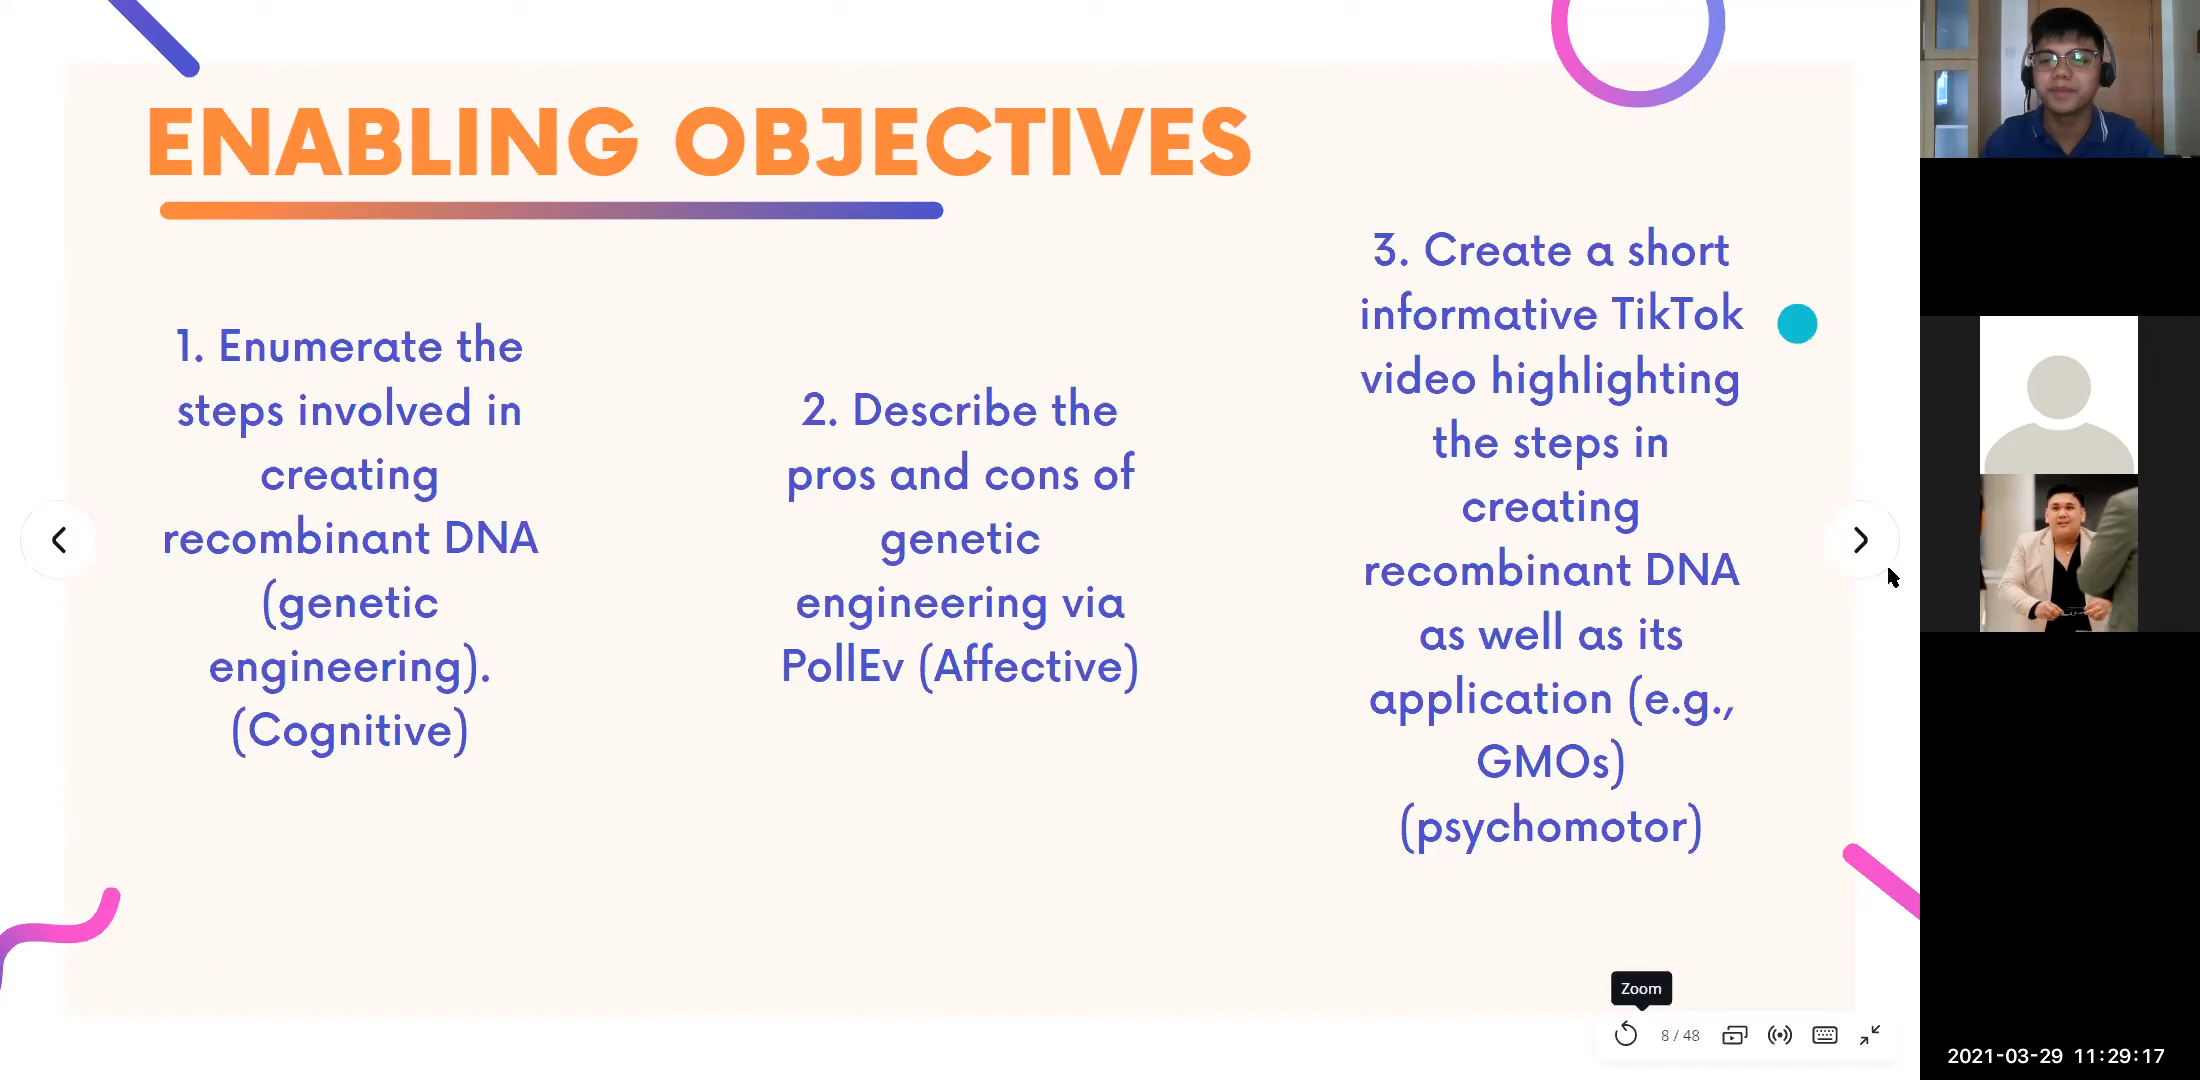 ENABLING OBJECTIVES
1. Enumerate the
steps involved in
creating
recombinant DNA
(genetic
engineering).
(Cognitive)
2. Describe the
pros and cons of
genetic
engineering via
PollEv (Affective)
3. Create a short
informative TikTok
video highlighting
the steps in
creating
recombinant DNA
as well as its
application (e.g.,
GMOs)
(psychomotor)
Zoom
8 / 48
2021-03-29 11:29:17